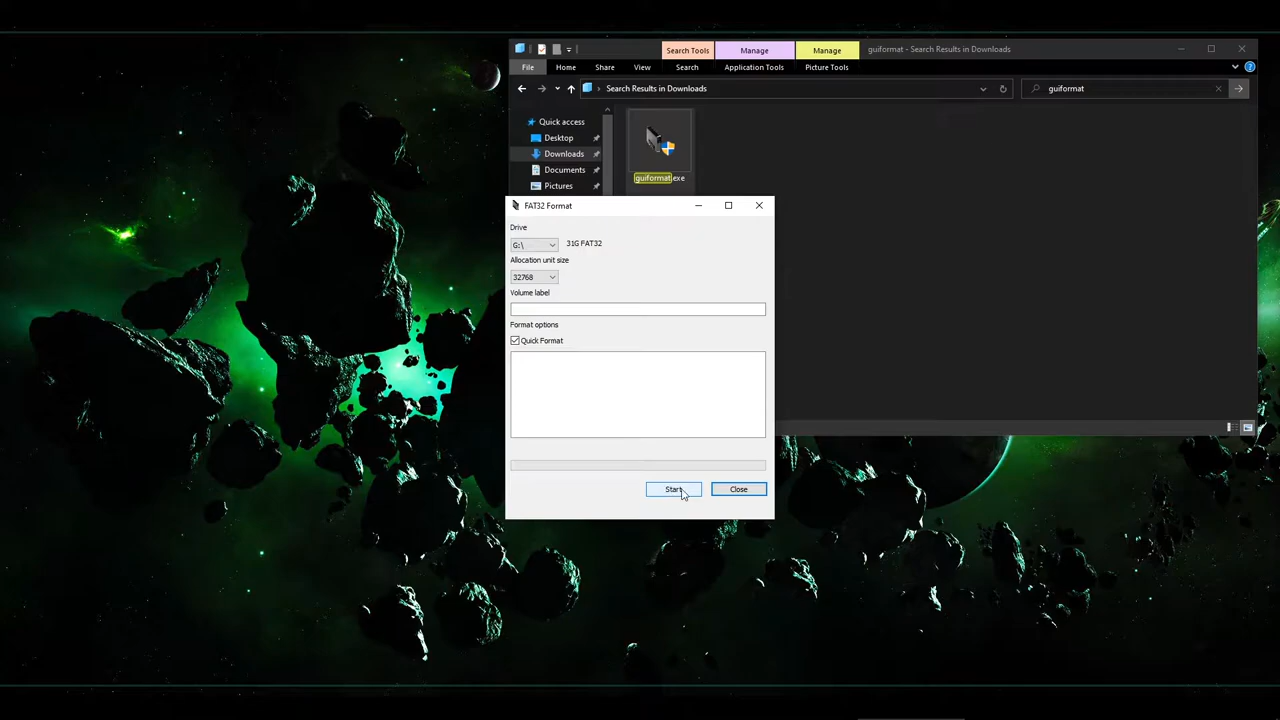 Search Tools
Manage
Manage
guiformat - Search Results in Downloads
File
Home
Share
View
Search
Application Tools
Picture Tools
Search Results in Downloads
guiformat
Quick access
Desktop
Downloads
Documents
Pictures
guiformat.exe
FAT32 Format
Drive
G:\
31G FAT32
Allocation unit size
32768
Volume label
Format options
Quick Format
Start
Close